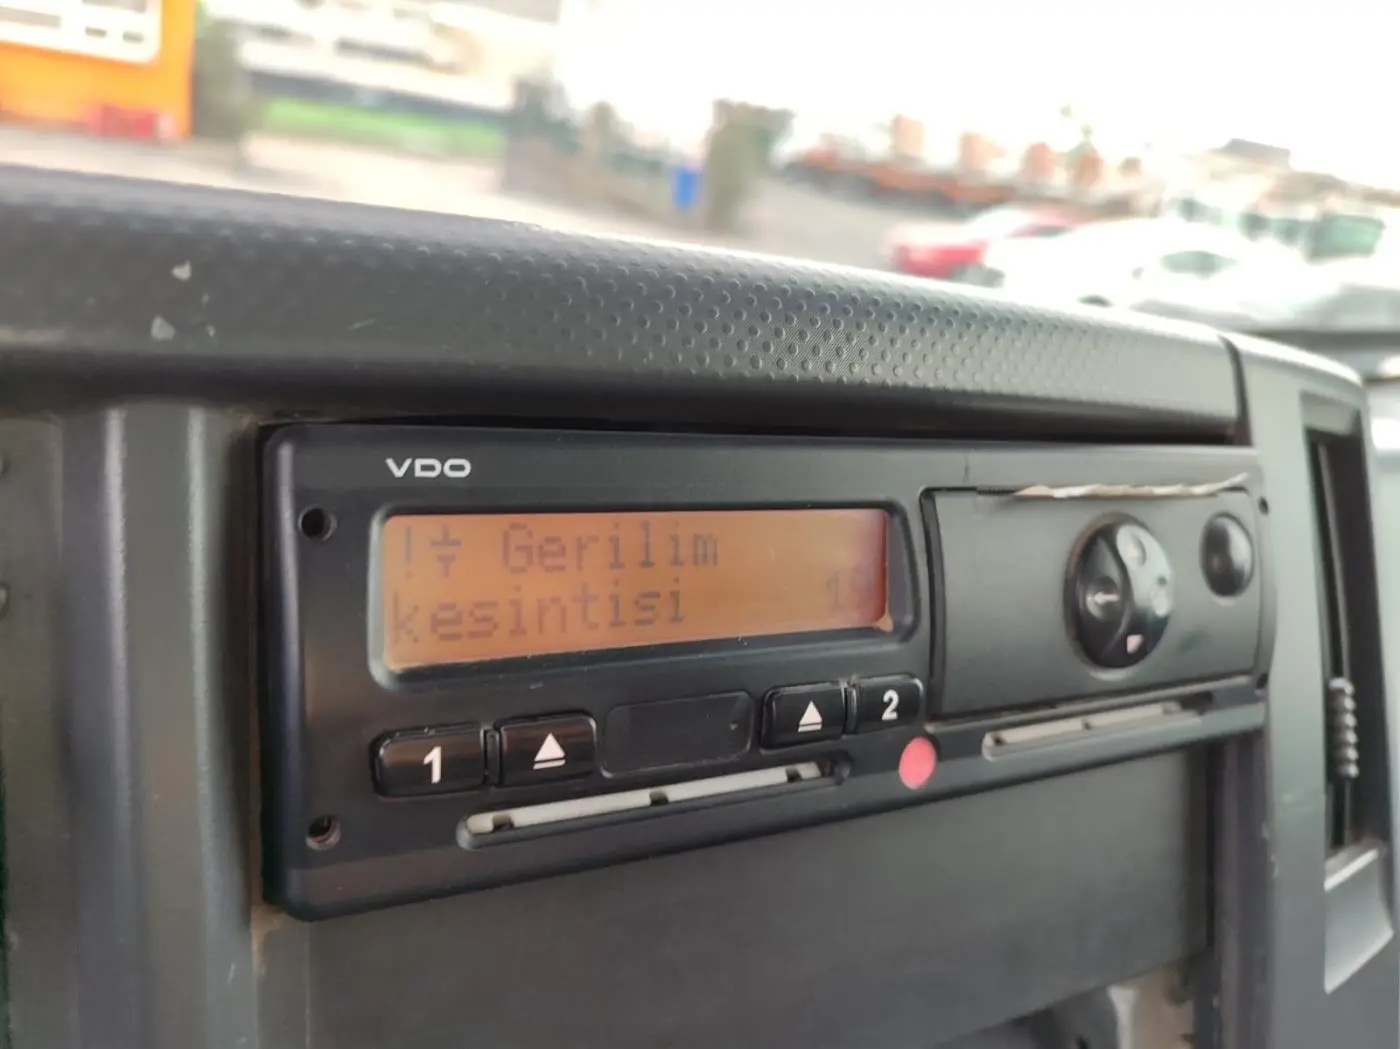 VDO
! Gerilim
kesintisi
1
2